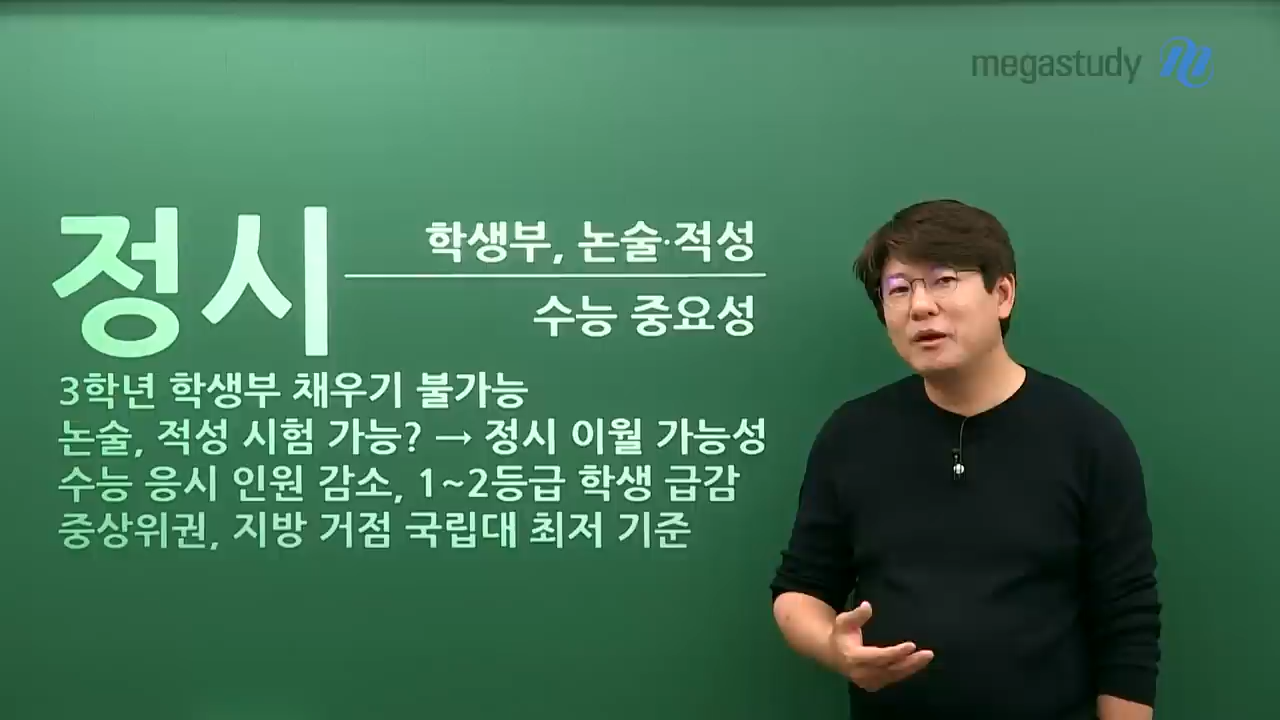 megastudy
정시
학생부, 논술·적성
수능 중요성
3학년 학생부 채우기 불가능
논술, 적성 시험 가능? → 정시 이월 가능성
수능 응시 인원 감소, 1~2등급 학생 급감
중상위권, 지방 거점 국립대 최저 기준